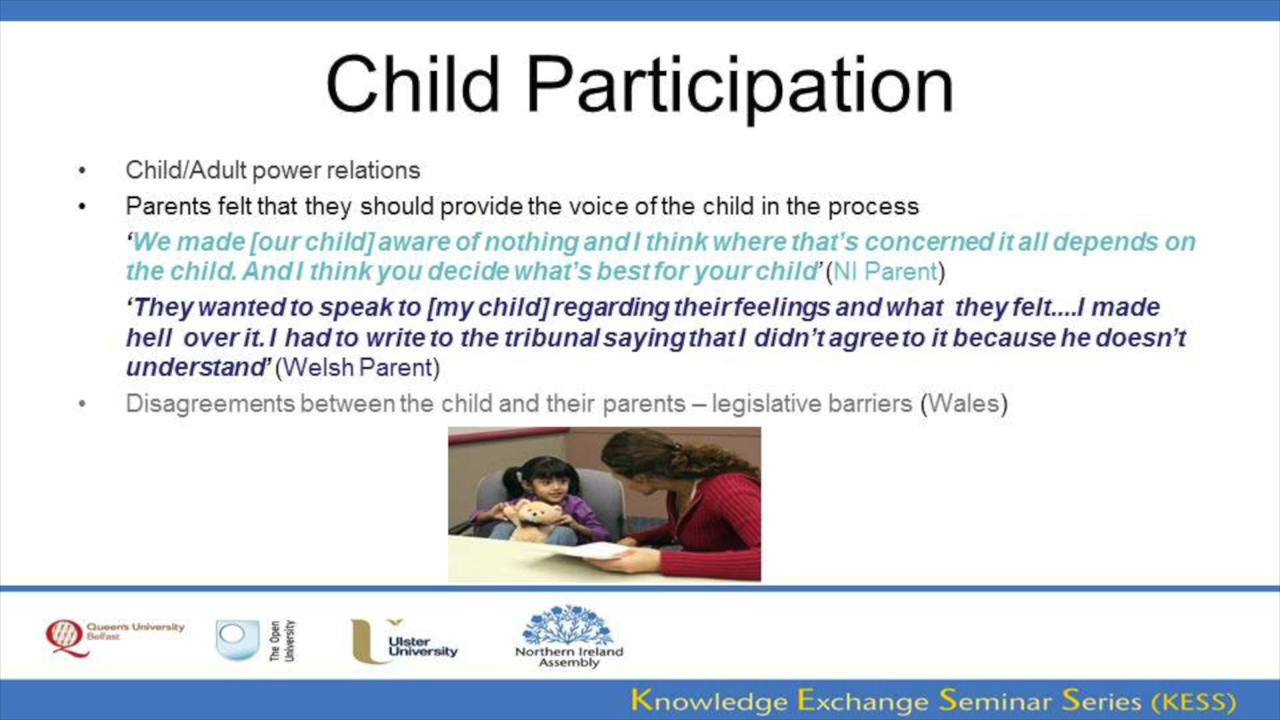 Child Participation
• Child/Adult power relations
• Parents felt that they should provide the voice of the child in the process
‘We made [our child] aware of nothing and I think where that’s concerned it all depends on
the child. And I think you decide what’s best for your child’ (NI Parent)
‘They wanted to speak to [my child] regarding their feelings and what they felt....I made
hell over it. I had to write to the tribunal saying that I didn’t agree to it because he doesn’t
understand’ (Welsh Parent)
• Disagreements between the child and their parents – legislative barriers (Wales)
Queen's University
Belfast
The Open
University
Ulster
University
Northern Ireland
Assembly
Knowledge Exchange Seminar Series (KESS)